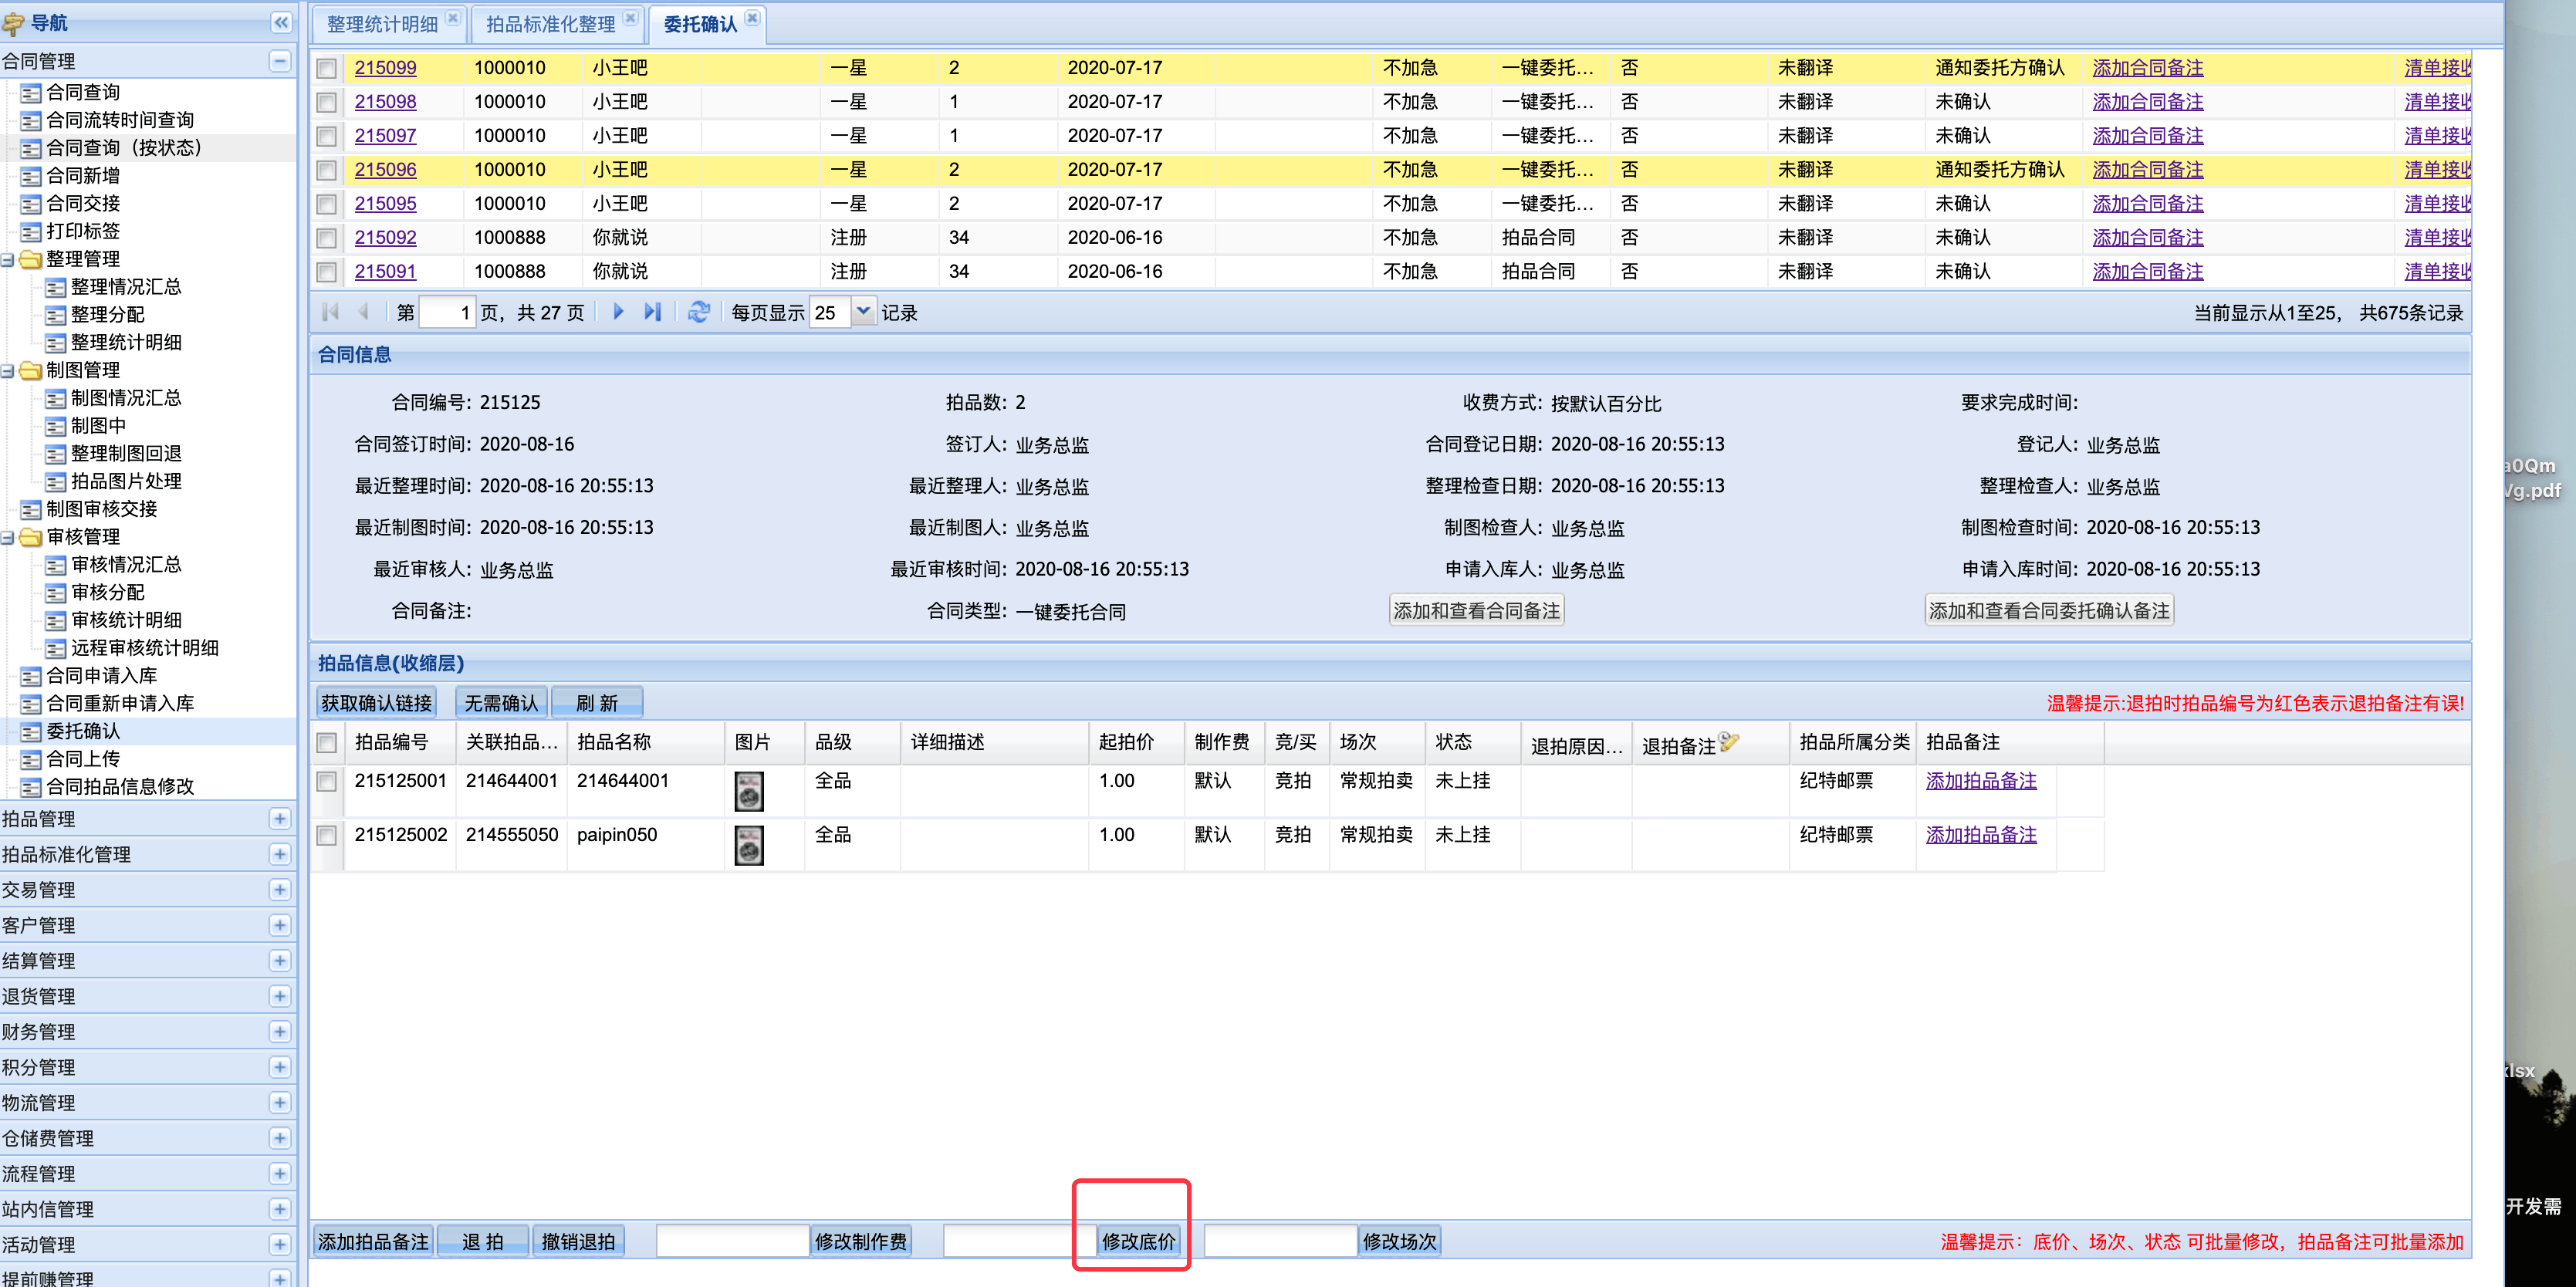 导航
合同管理
合同查询
合同流转时间查询
合同查询（按状态）
合同新增
合同交接
打印标签
整理管理
整理情况汇总
整理分配
整理统计明细
制图管理
制图情况汇总
制图中
整理制图回退
拍品图片处理
制图审核交接
审核管理
审核情况汇总
审核分配
审核统计明细
远程审核统计明细
合同申请入库
合同重新申请入库
委托确认
合同上传
合同拍品信息修改
拍品管理
拍品标准化管理
交易管理
客户管理
结算管理
退货管理
财务管理
积分管理
物流管理
仓储费管理
流程管理
站内信管理
活动管理
提前赚管理
整理统计明细 拍品标准化整理 委托确认
215099 1000010 小王吧 一星 2 2020-07-17 不加急 一键委托... 否 未翻译 通知委托方确认 添加合同备注 清单接收
215098 1000010 小王吧 一星 1 2020-07-17 不加急 一键委托... 否 未翻译 未确认 添加合同备注 清单接收
215097 1000010 小王吧 一星 1 2020-07-17 不加急 一键委托... 否 未翻译 未确认 添加合同备注 清单接收
215096 1000010 小王吧 一星 2 2020-07-17 不加急 一键委托... 否 未翻译 通知委托方确认 添加合同备注 清单接收
215095 1000010 小王吧 一星 2 2020-07-17 不加急 一键委托... 否 未翻译 未确认 添加合同备注 清单接收
215092 1000888 你就说 注册 34 2020-06-16 不加急 拍品合同 否 未翻译 未确认 添加合同备注 清单接收
215091 1000888 你就说 注册 34 2020-06-16 不加急 拍品合同 否 未翻译 未确认 添加合同备注 清单接收
第 1 页，共 27 页 每页显示 25 记录 当前显示从1至25， 共675条记录
合同信息
合同编号: 215125 拍品数: 2 收费方式: 按默认百分比 要求完成时间:
合同签订时间: 2020-08-16 签订人: 业务总监 合同登记日期: 2020-08-16 20:55:13 登记人: 业务总监
最近整理时间: 2020-08-16 20:55:13 最近整理人: 业务总监 整理检查日期: 2020-08-16 20:55:13 整理检查人: 业务总监
最近制图时间: 2020-08-16 20:55:13 最近制图人: 业务总监 制图检查人: 业务总监 制图检查时间: 2020-08-16 20:55:13
最近审核人: 业务总监 最近审核时间: 2020-08-16 20:55:13 申请入库人: 业务总监 申请入库时间: 2020-08-16 20:55:13
合同备注: 合同类型: 一键委托合同 添加和查看合同备注 添加和查看合同委托确认备注
拍品信息(收缩层)
获取确认链接 无需确认 刷 新 温馨提示:退拍时拍品编号为红色表示退拍备注有误!
拍品编号 关联拍品... 拍品名称 图片 品级 详细描述 起拍价 制作费 竞/买 场次 状态 退拍原因... 退拍备注 拍品所属分类 拍品备注
215125001 214644001 214644001 全品 1.00 默认 竞拍 常规拍卖 未上挂 纪特邮票 添加拍品备注
215125002 214555050 paipin050 全品 1.00 默认 竞拍 常规拍卖 未上挂 纪特邮票 添加拍品备注
添加拍品备注 退 拍 撤销退拍 修改制作费 修改底价 修改场次 温馨提示：底价、场次、状态 可批量修改，拍品备注可批量添加
a0Qm
Vg.pdf
xlsx
开发需